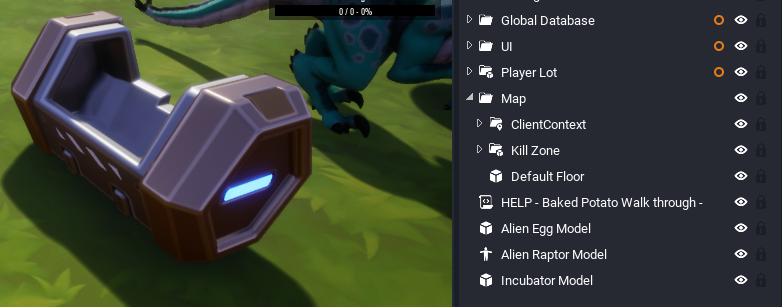 0 / 0 - 0%
Global Database
UI
Player Lot
Map
ClientContext
Kill Zone
Default Floor
HELP - Baked Potato Walk through -
Alien Egg Model
Alien Raptor Model
Incubator Model